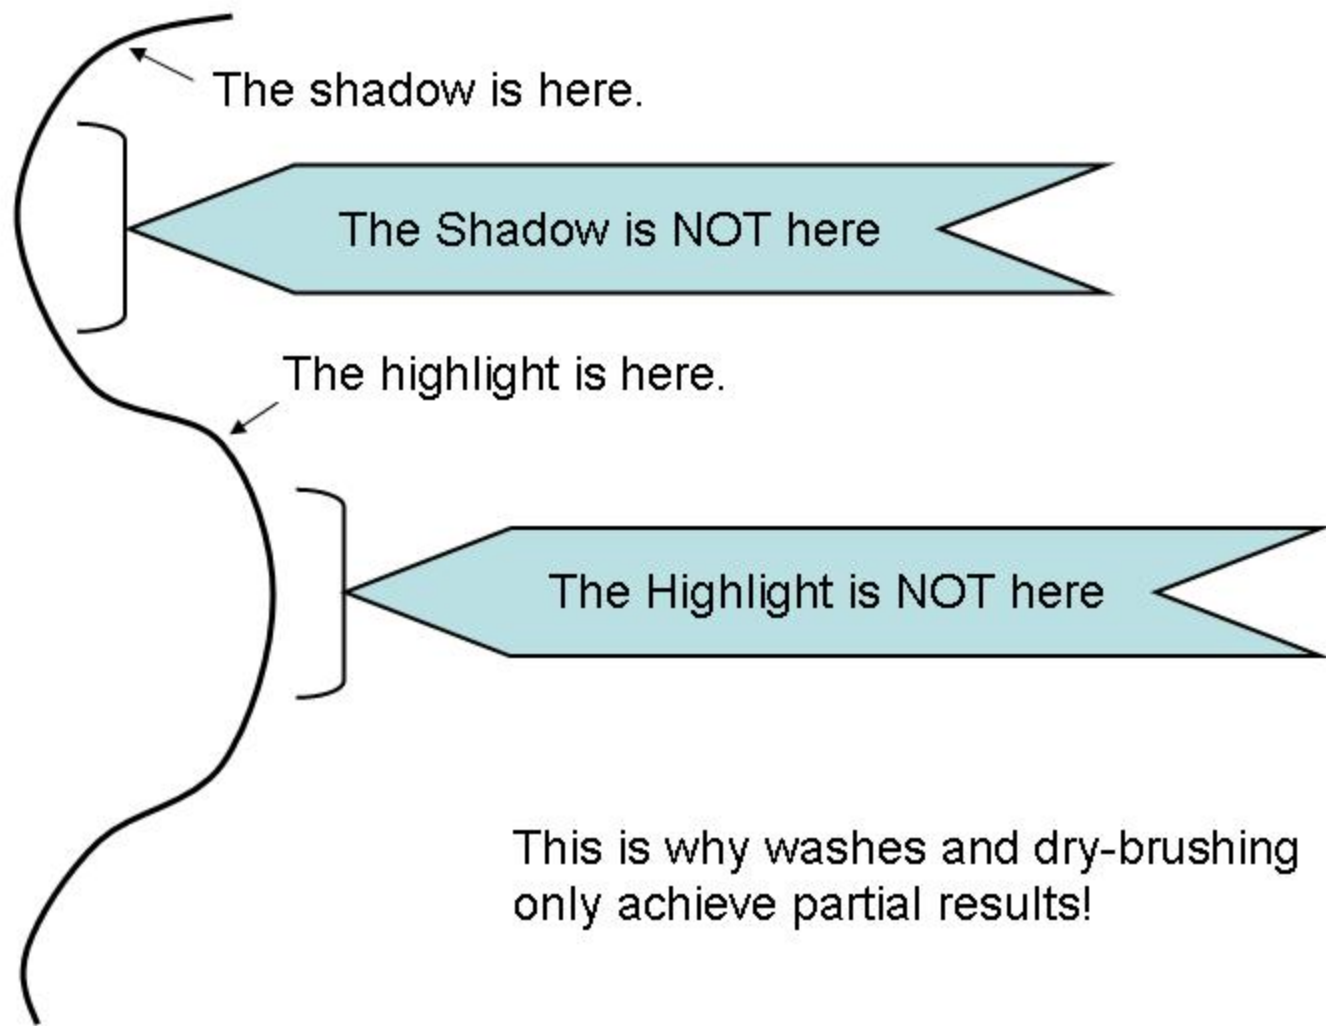 The shadow is here.
The Shadow is NOT here
The highlight is here.
The Highlight is NOT here
This is why washes and dry-brushing
only achieve partial results!